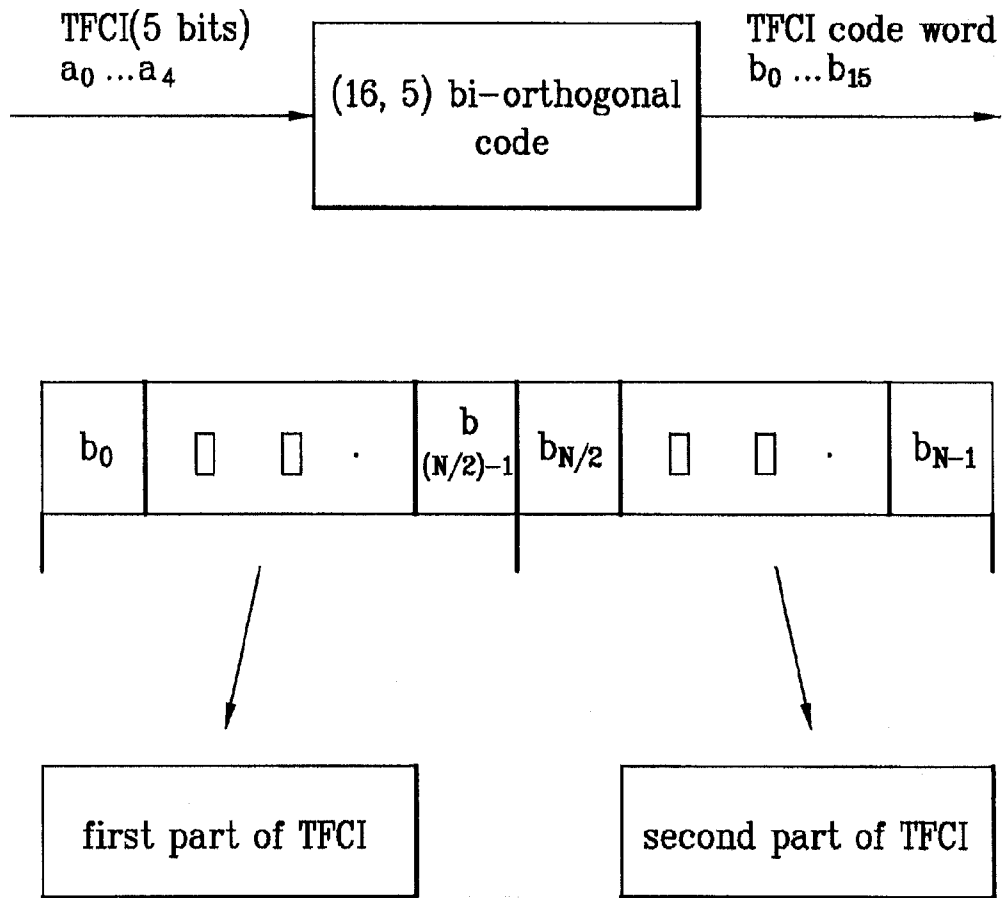 TFCI(5 bits)
a0 ...a4
(16, 5) bi-orthogonal
code
TFCI code word
b0 ...b15
b0
b
(N/2)-1
bN/2
bN-1
first part of TFCI
second part of TFCI